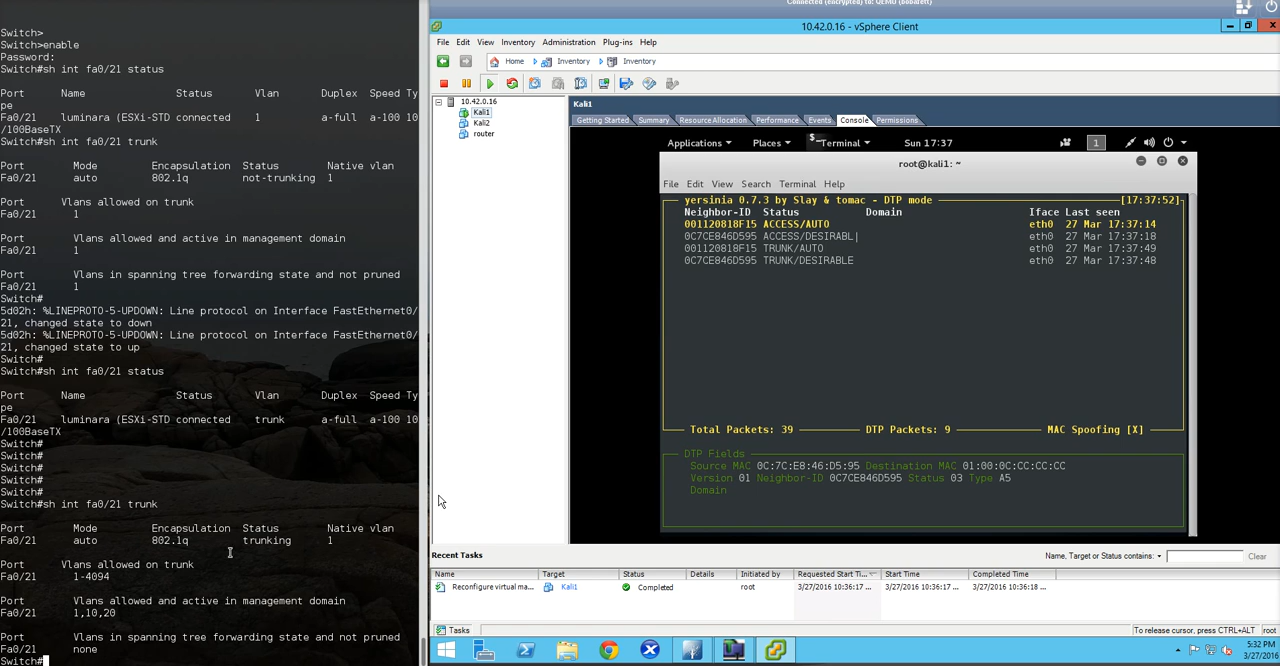 Connected (encrypted) to: QEMU (bobafett)
Switch>
Switch>enable
Password:
Switch#sh int fa0/21 status
Port Name Status Vlan Duplex Speed Ty
pe
Fa0/21 luminara (ESXi-STD connected 1 a-full a-100 10
/100BaseTX
Switch#sh int fa0/21 trunk
Port Mode Encapsulation Status Native vlan
Fa0/21 auto 802.1q not-trunking 1
Port Vlans allowed on trunk
Fa0/21 1
Port Vlans allowed and active in management domain
Fa0/21 1
Port Vlans in spanning tree forwarding state and not pruned
Fa0/21 1
Switch#
5d02h: %LINEPROTO-5-UPDOWN: Line protocol on Interface FastEthernet0/
21, changed state to down
5d02h: %LINEPROTO-5-UPDOWN: Line protocol on Interface FastEthernet0/
21, changed state to up
Switch#
Switch#sh int fa0/21 status
Port Name Status Vlan Duplex Speed Ty
pe
Fa0/21 luminara (ESXi-STD connected trunk a-full a-100 10
/100BaseTX
Switch#
Switch#
Switch#
Switch#
Switch#
Switch#sh int fa0/21 trunk
Port Mode Encapsulation Status Native vlan
Fa0/21 auto 802.1q trunking 1
Port Vlans allowed on trunk
Fa0/21 1-4094
Port Vlans allowed and active in management domain
Fa0/21 1,10,20
Port Vlans in spanning tree forwarding state and not pruned
Fa0/21 none
Switch#
10.42.0.16 - vSphere Client
File Edit View Inventory Administration Plug-ins Help
Home Inventory Inventory
10.42.0.16
Kali1
Kali2
router
Kali1
Getting Started Summary Resource Allocation Performance Events Console Permissions
Applications Places Terminal Sun 17:37 1
root@kali1: ~
File Edit View Search Terminal Help
yersinia 0.7.3 by Slay & tomac - DTP mode [17:37:52]
Neighbor-ID Status Domain Iface Last seen
001120818F15 ACCESS/AUTO eth0 27 Mar 17:37:14
0C7CE846D595 ACCESS/DESIRABL| eth0 27 Mar 17:37:18
001120818F15 TRUNK/AUTO eth0 27 Mar 17:37:49
0C7CE846D595 TRUNK/DESIRABLE eth0 27 Mar 17:37:48
Total Packets: 39 DTP Packets: 9 MAC Spoofing [X]
DTP Fields
Source MAC 0C:7C:E8:46:D5:95 Destination MAC 01:00:0C:CC:CC:CC
Version 01 Neighbor-ID 0C7CE846D595 Status 03 Type A5
Domain
Recent Tasks Name, Target or Status contains: Clear
Name Target Status Details Initiated by Requested Start Ti... Start Time Completed Time
Reconfigure virtual ma... Kali1 Completed root 3/27/2016 10:36:17 ... 3/27/2016 10:36:17 ... 3/27/2016 10:36:18 ...
Tasks To release cursor, press CTRL+ALT root
5:32 PM
3/27/2016